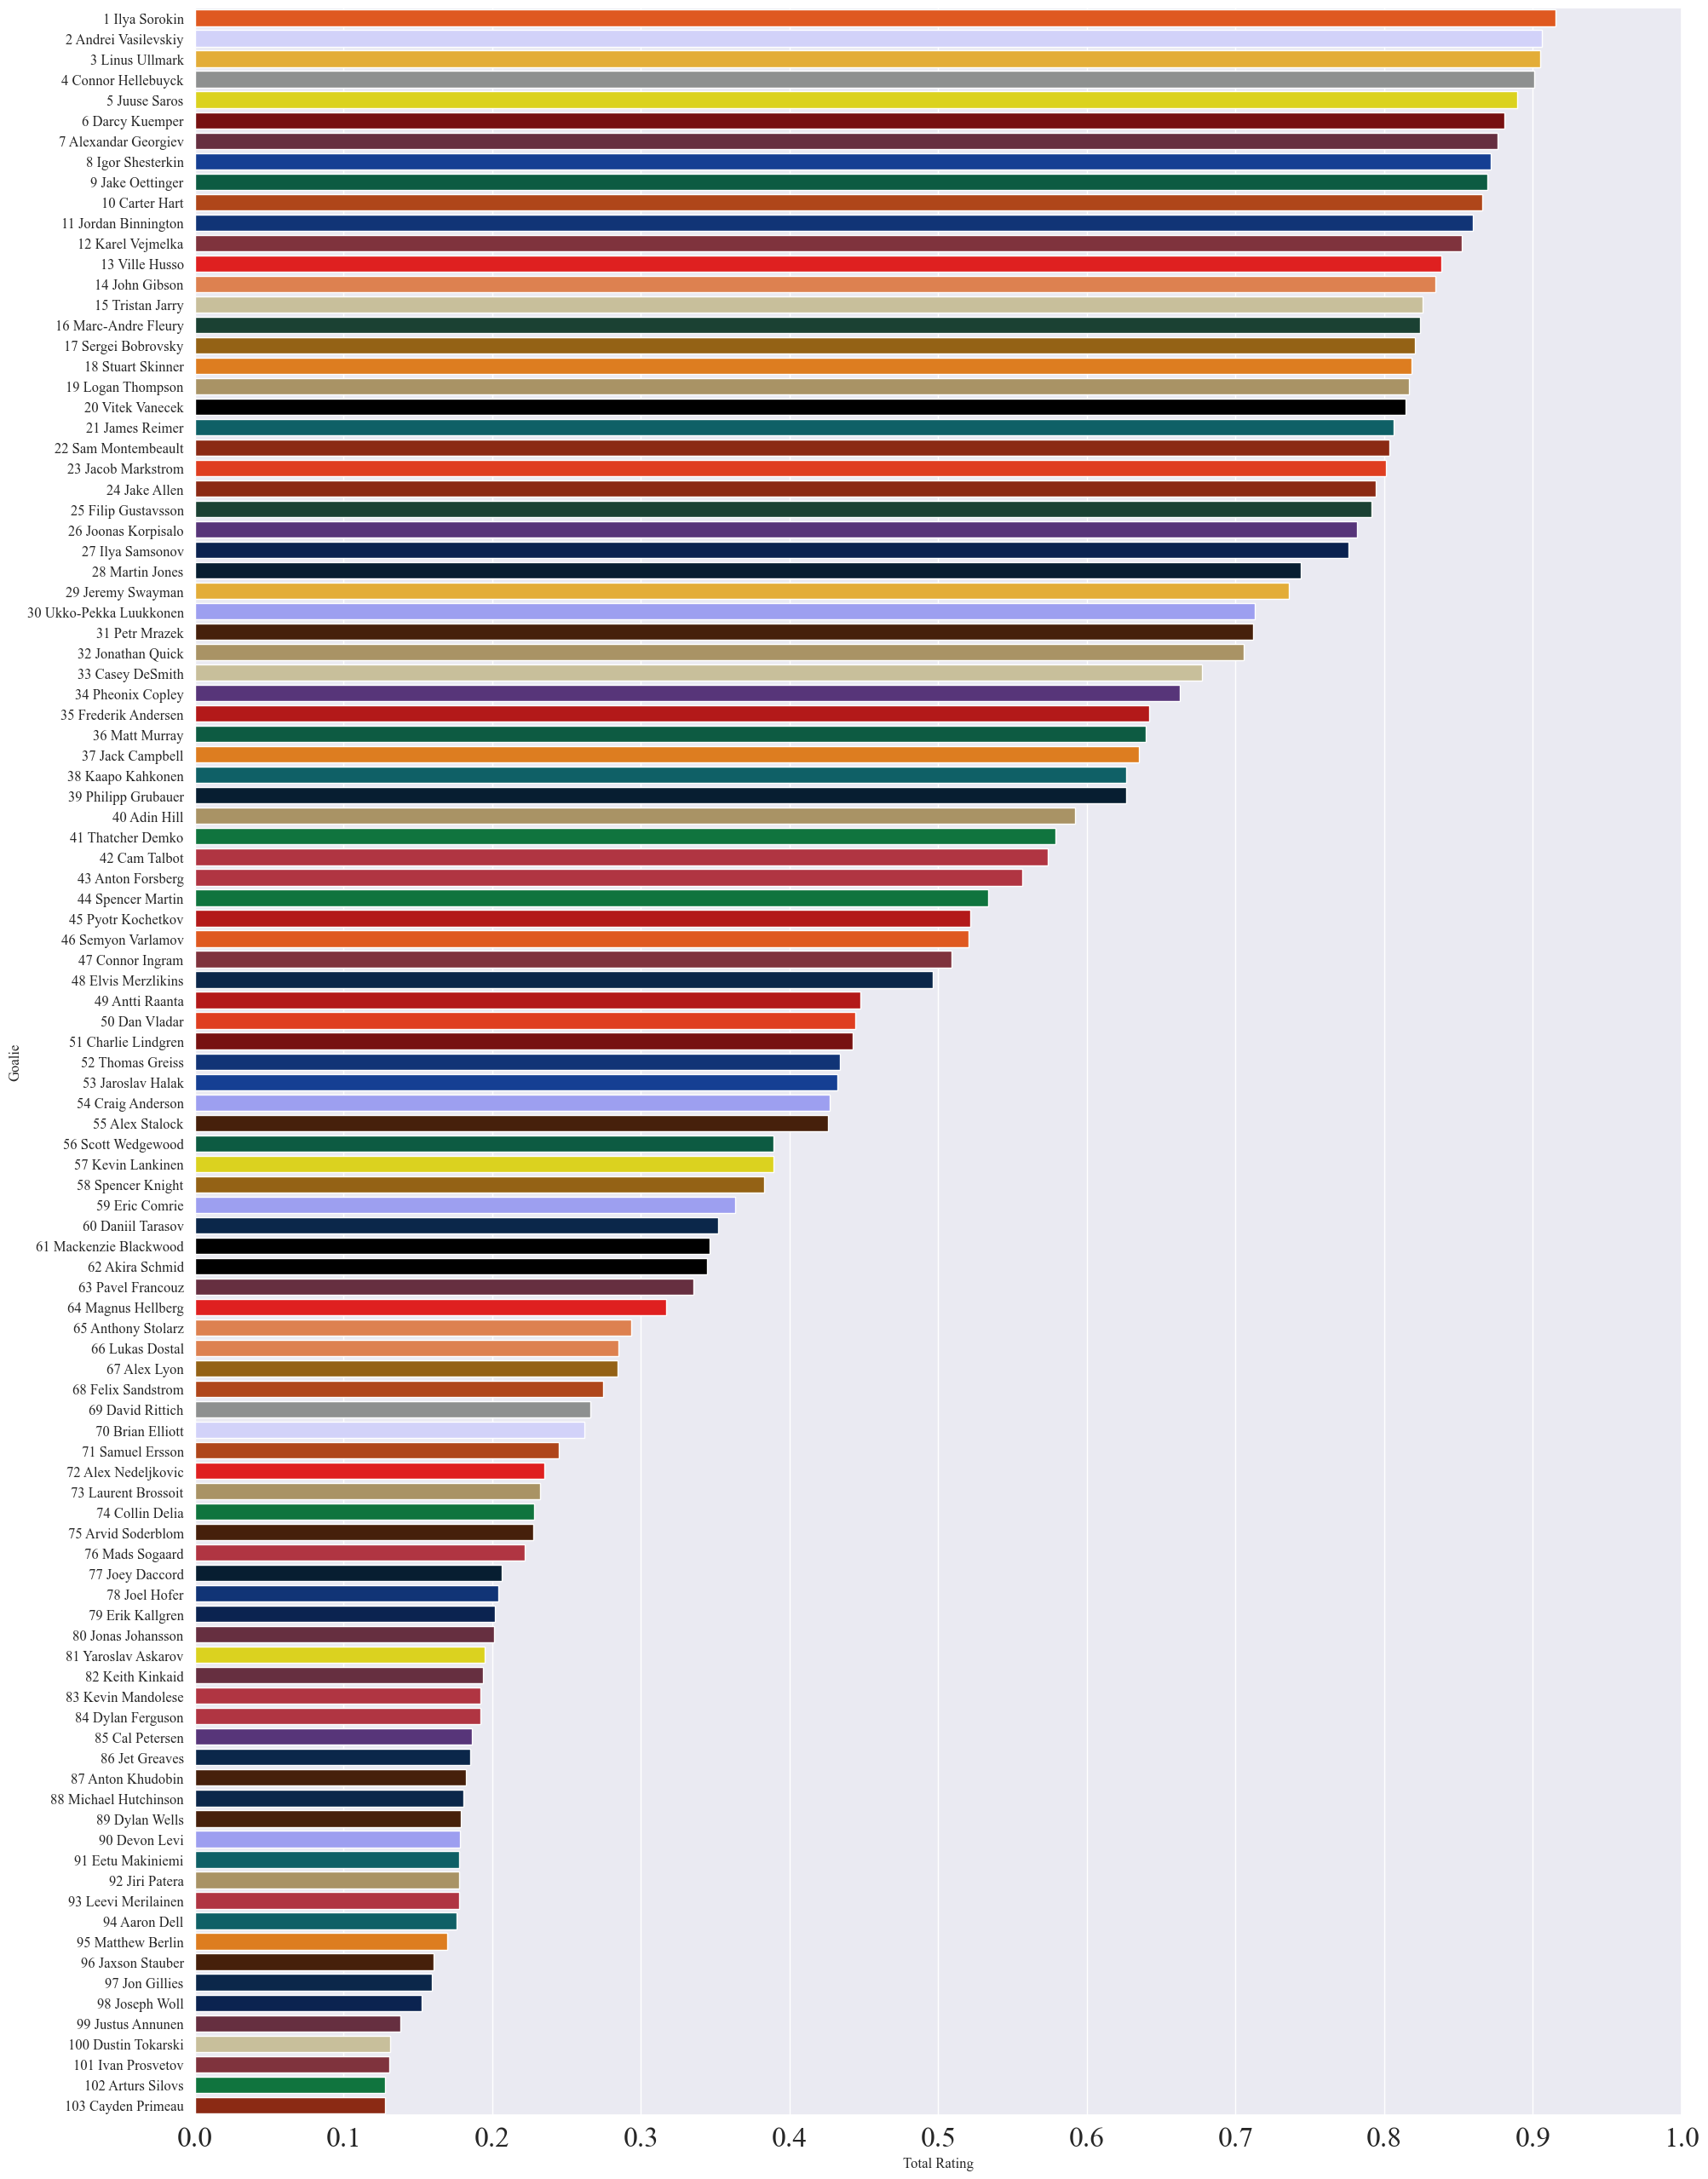 1 Ilya Sorokin
2 Andrei Vasilevskiy
3 Linus Ullmark
4 Connor Hellebuyck
5 Juuse Saros
6 Darcy Kuemper
7 Alexandar Georgiev
8 Igor Shesterkin
9 Jake Oettinger
10 Carter Hart
11 Jordan Binnington
12 Karel Vejmelka
13 Ville Husso
14 John Gibson
15 Tristan Jarry
16 Marc-Andre Fleury
17 Sergei Bobrovsky
18 Stuart Skinner
19 Logan Thompson
20 Vitek Vanecek
21 James Reimer
22 Sam Montembeault
23 Jacob Markstrom
24 Jake Allen
25 Filip Gustavsson
26 Joonas Korpisalo
27 Ilya Samsonov
28 Martin Jones
29 Jeremy Swayman
30 Ukko-Pekka Luukkonen
31 Petr Mrazek
32 Jonathan Quick
33 Casey DeSmith
34 Pheonix Copley
35 Frederik Andersen
36 Matt Murray
37 Jack Campbell
38 Kaapo Kahkonen
39 Philipp Grubauer
40 Adin Hill
41 Thatcher Demko
42 Cam Talbot
43 Anton Forsberg
44 Spencer Martin
45 Pyotr Kochetkov
46 Semyon Varlamov
47 Connor Ingram
48 Elvis Merzlikins
49 Antti Raanta
50 Dan Vladar
51 Charlie Lindgren
52 Thomas Greiss
53 Jaroslav Halak
54 Craig Anderson
55 Alex Stalock
56 Scott Wedgewood
57 Kevin Lankinen
58 Spencer Knight
59 Eric Comrie
60 Daniil Tarasov
61 Mackenzie Blackwood
62 Akira Schmid
63 Pavel Francouz
64 Magnus Hellberg
65 Anthony Stolarz
66 Lukas Dostal
67 Alex Lyon
68 Felix Sandstrom
69 David Rittich
70 Brian Elliott
71 Samuel Ersson
72 Alex Nedeljkovic
73 Laurent Brossoit
74 Collin Delia
75 Arvid Soderblom
76 Mads Sogaard
77 Joey Daccord
78 Joel Hofer
79 Erik Kallgren
80 Jonas Johansson
81 Yaroslav Askarov
82 Keith Kinkaid
83 Kevin Mandolese
84 Dylan Ferguson
85 Cal Petersen
86 Jet Greaves
87 Anton Khudobin
88 Michael Hutchinson
89 Dylan Wells
90 Devon Levi
91 Eetu Makiniemi
92 Jiri Patera
93 Leevi Merilainen
94 Aaron Dell
95 Matthew Berlin
96 Jaxson Stauber
97 Jon Gillies
98 Joseph Woll
99 Justus Annunen
100 Dustin Tokarski
101 Ivan Prosvetov
102 Arturs Silovs
103 Cayden Primeau
Goalie
0.0 0.1 0.2 0.3 0.4 0.5 0.6 0.7 0.8 0.9 1.0
Total Rating